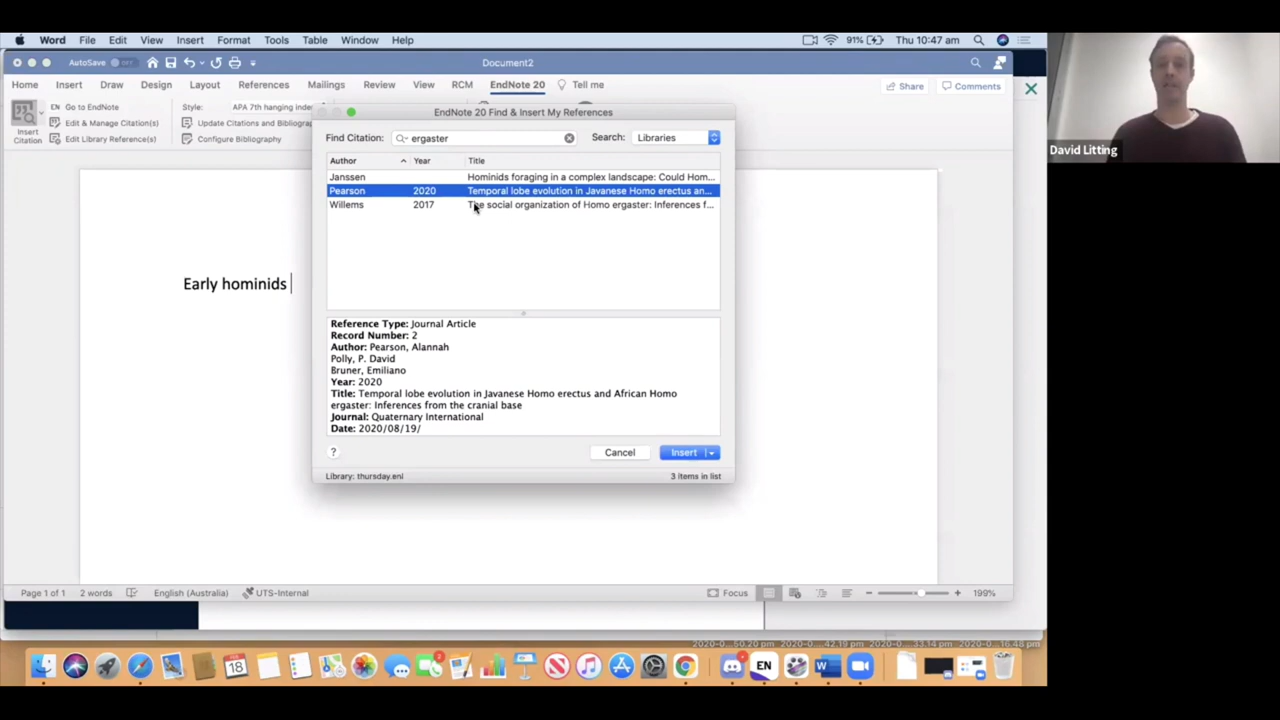 Word File Edit View Insert Format Tools Table Window Help 91% Thu 10:47 am
AutoSave OFF Document2
Home Insert Draw Design Layout References Mailings Review View RCM EndNote 20 Tell me Share Comments
EN Go to EndNote Style: APA 7th hanging inde
Insert Citation Edit & Manage Citation(s) Update Citations and Bibliogra
Edit Library Reference(s) Configure Bibliography
EndNote 20 Find & Insert My References
Find Citation: ergaster Search: Libraries
Author Year Title
Janssen Hominids foraging in a complex landscape: Could Hom...
Pearson 2020 Temporal lobe evolution in Javanese Homo erectus an...
Willems 2017 The social organization of Homo ergaster: Inferences f...
Early hominids
Reference Type: Journal Article
Record Number: 2
Author: Pearson, Alannah
Polly, P. David
Bruner, Emiliano
Year: 2020
Title: Temporal lobe evolution in Javanese Homo erectus and African Homo
ergaster: Inferences from the cranial base
Journal: Quaternary International
Date: 2020/08/19/
? Cancel Insert
Library: thursday.enl 3 items in list
Page 1 of 1 2 words English (Australia) UTS-Internal Focus 199%
David Litting
FEB
18 2 EN W